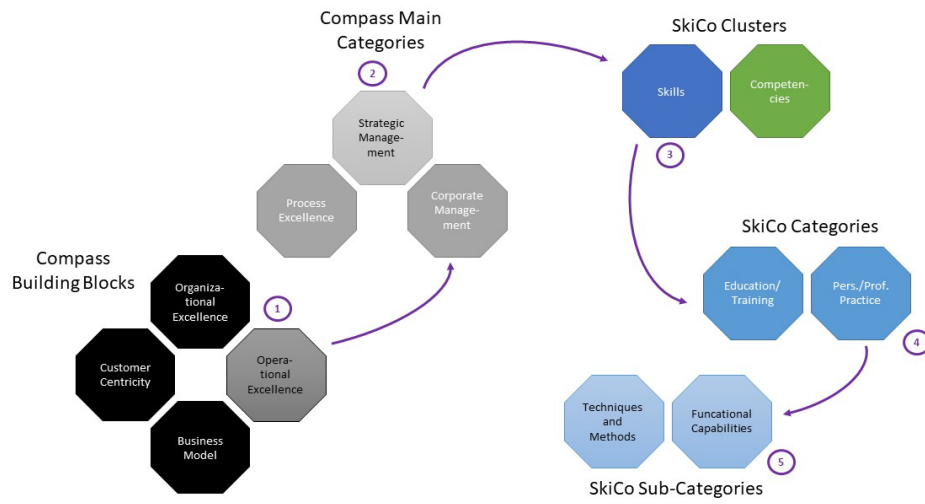 Compass Main
Categories
2
Strategic
Manage-
ment
Process
Excellence
Corporate
Manage-
ment
Compass
Building Blocks
Organiza-
tional
Excellence
1
Customer
Centricity
Opera-
tional
Excellence
Business
Model
SkiCo Clusters
Skills
Competen-
cies
3
SkiCo Categories
Education/
Training
Pers./Prof.
Practice
4
Techniques
and
Methods
Funcational
Capabilities
5
SkiCo Sub-Categories